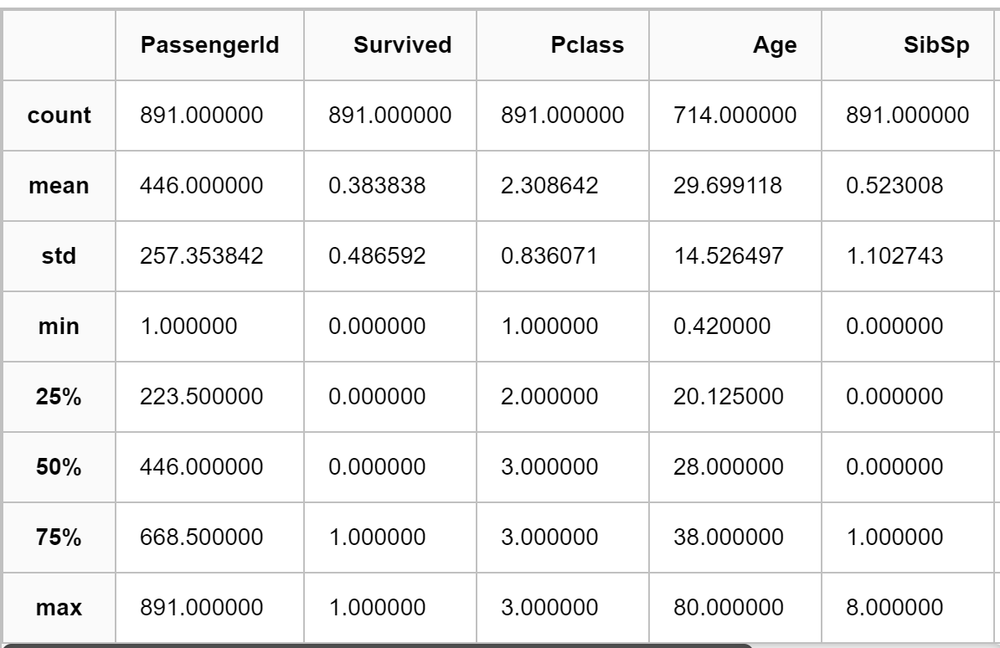 PassengerId Survived Pclass Age SibSp
count 891.000000 891.000000 891.000000 714.000000 891.000000
mean 446.000000 0.383838 2.308642 29.699118 0.523008
std 257.353842 0.486592 0.836071 14.526497 1.102743
min 1.000000 0.000000 1.000000 0.420000 0.000000
25% 223.500000 0.000000 2.000000 20.125000 0.000000
50% 446.000000 0.000000 3.000000 28.000000 0.000000
75% 668.500000 1.000000 3.000000 38.000000 1.000000
max 891.000000 1.000000 3.000000 80.000000 8.000000